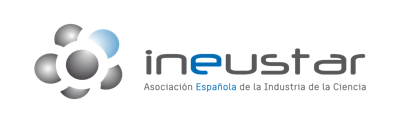 ineustar
Asociación Española de la Industria de la Ciencia